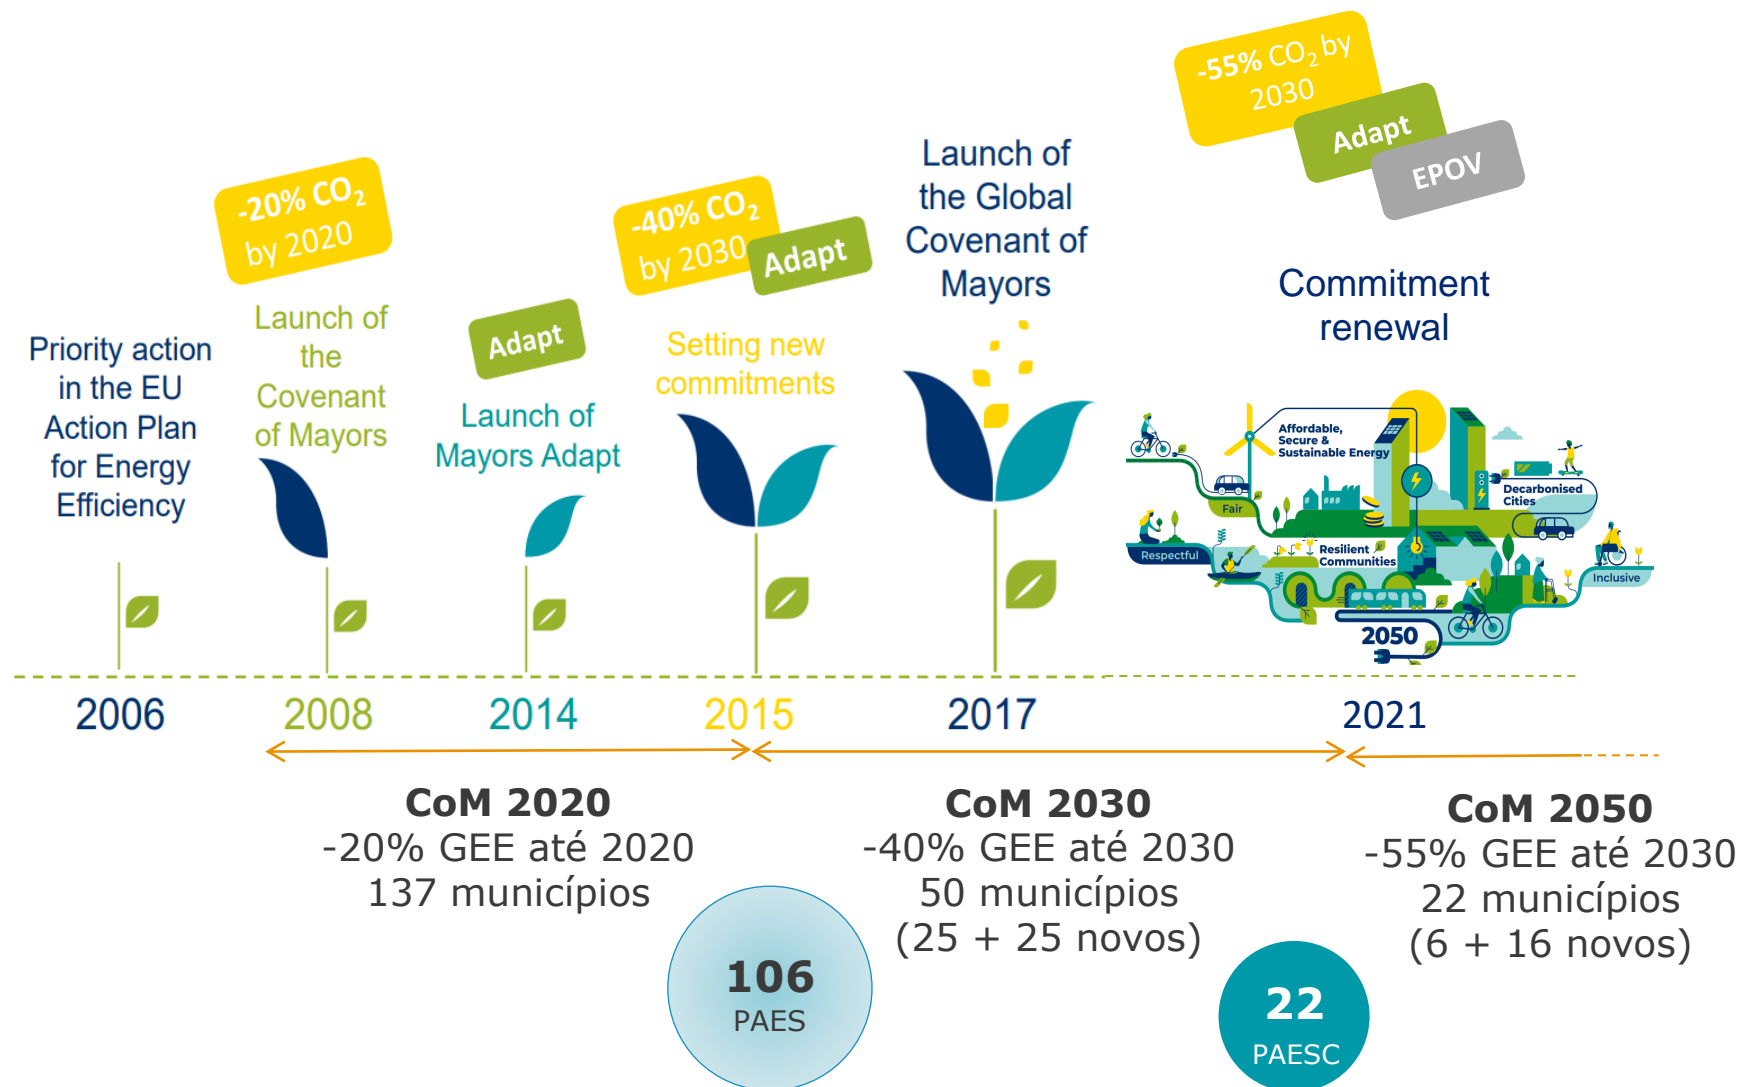 Priority action
in the EU
Action Plan
for Energy
Efficiency
-20% CO₂
by 2020
Launch of
the
Covenant
of Mayors
Adapt
Launch of
Mayors Adapt
-40% CO₂
by 2030
Adapt
Setting new
commitments
Launch of
the Global
Covenant of
Mayors
-55% CO₂ by
2030
Adapt
EPOV
Commitment
renewal
Affordable,
Secure &
Sustainable Energy
Decarbonised
Cities
Fair
Respectful
Resilient
Communities
Inclusive
2050
2006
2008
2014
2015
2017
2021
CoM 2020
-20% GEE até 2020
137 municípios
106
PAES
CoM 2030
-40% GEE até 2030
50 municípios
(25 + 25 novos)
22
PAESC
CoM 2050
-55% GEE até 2030
22 municípios
(6 + 16 novos)